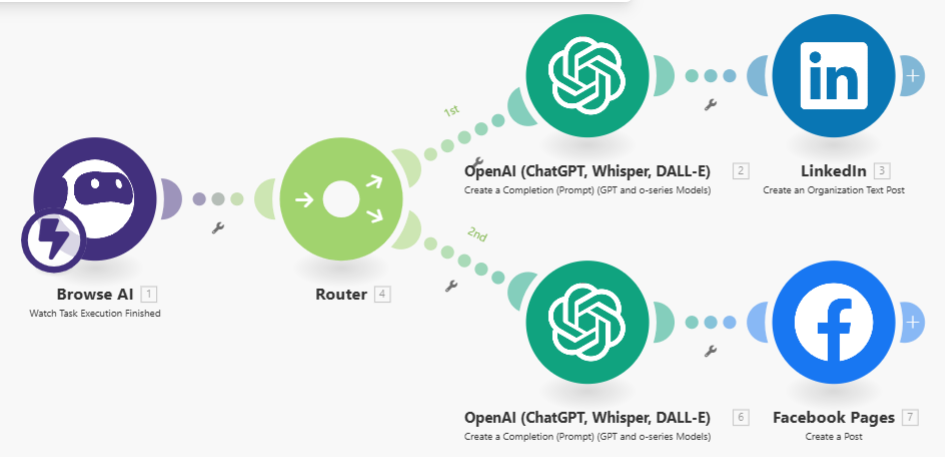 1st
OpenAI (ChatGPT, Whisper, DALL-E) 2
Create a Completion (Prompt) (GPT and o-series Models)
in
LinkedIn 3
Create an Organization Text Post
Browse AI 1
Watch Task Execution Finished
Router 4
2nd
OpenAI (ChatGPT, Whisper, DALL-E) 6
Create a Completion (Prompt) (GPT and o-series Models)
Facebook Pages 7
Create a Post